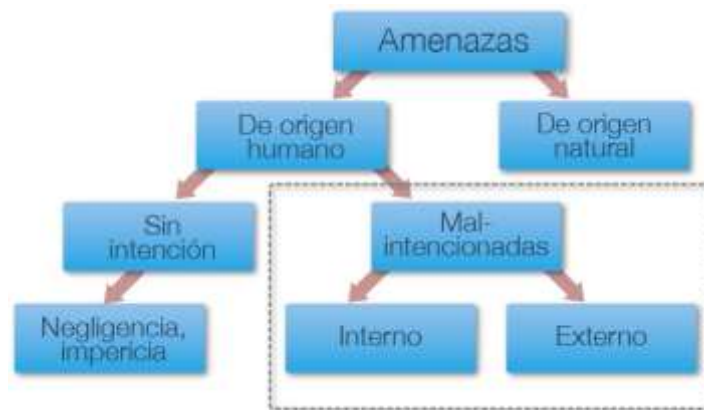 Amenazas
De origen
humano
De origen
natural
Sin
intención
Mal-
intencionadas
Negligencia,
impericia
Interno
Externo